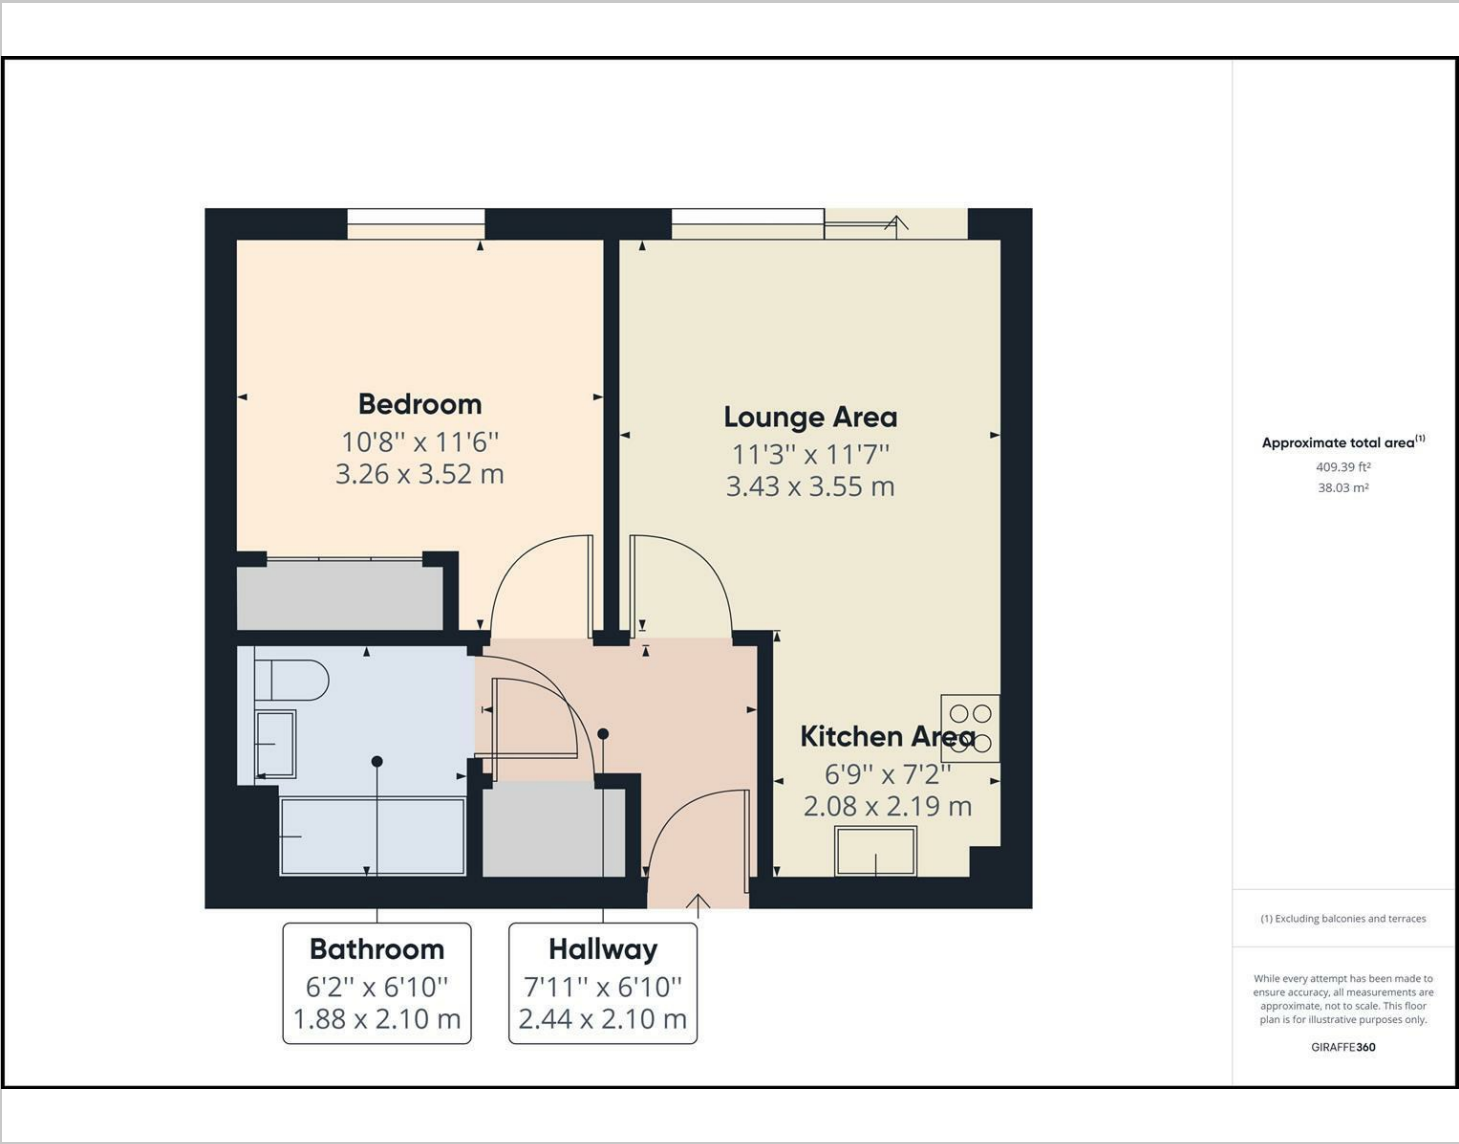 Bedroom
10'8" x 11'6"
3.26 x 3.52 m
Lounge Area
11'3" x 11'7"
3.43 x 3.55 m
Kitchen Area
6'9" x 7'2"
2.08 x 2.19 m
Bathroom
6'2" x 6'10"
1.88 x 2.10 m
Hallway
7'11" x 6'10"
2.44 x 2.10 m
Approximate total area(1)
409.39 ft²
38.03 m²
(1) Excluding balconies and terraces
While every attempt has been made to
ensure accuracy, all measurements are
approximate, not to scale. This floor
plan is for illustrative purposes only.
GIRAFFE360